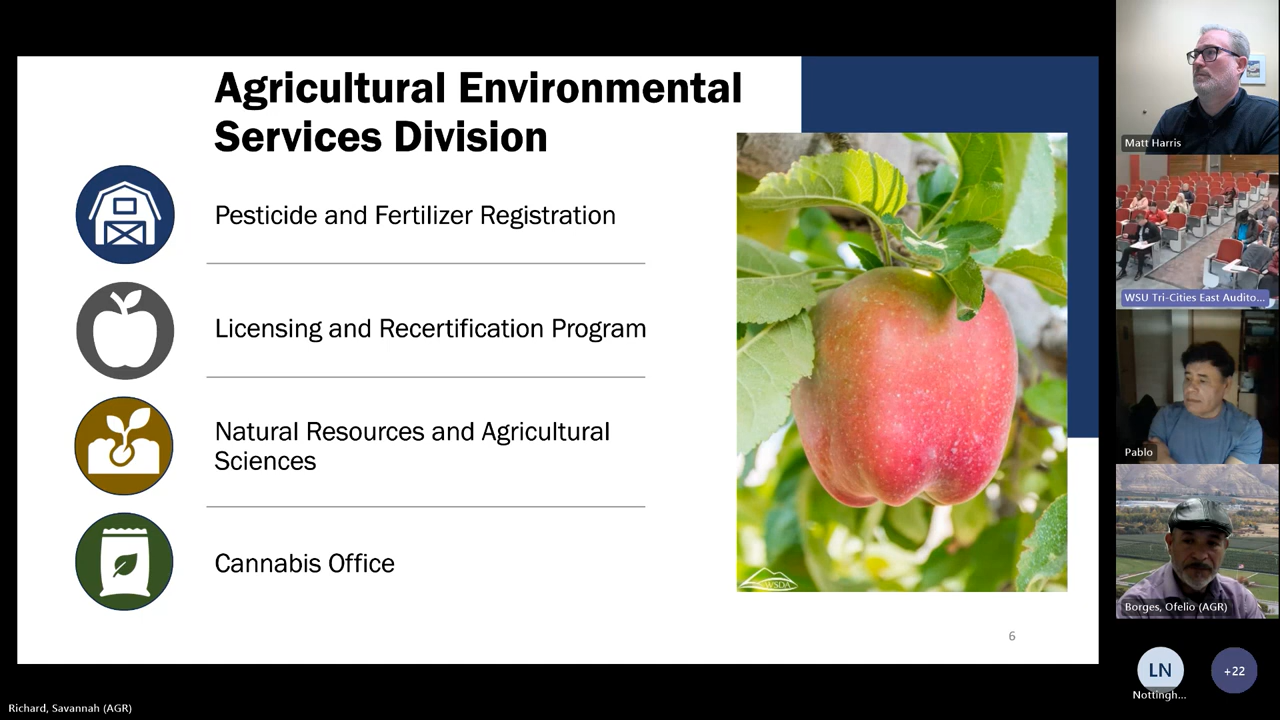 Agricultural Environmental
Services Division
Pesticide and Fertilizer Registration
Licensing and Recertification Program
Natural Resources and Agricultural
Sciences
Cannabis Office
WSDA
6
Matt Harris
WSU Tri-Cities East Audito...
Pablo
Borges, Ofelio (AGR)
LN
Nottingh...
+22
Richard, Savannah (AGR)